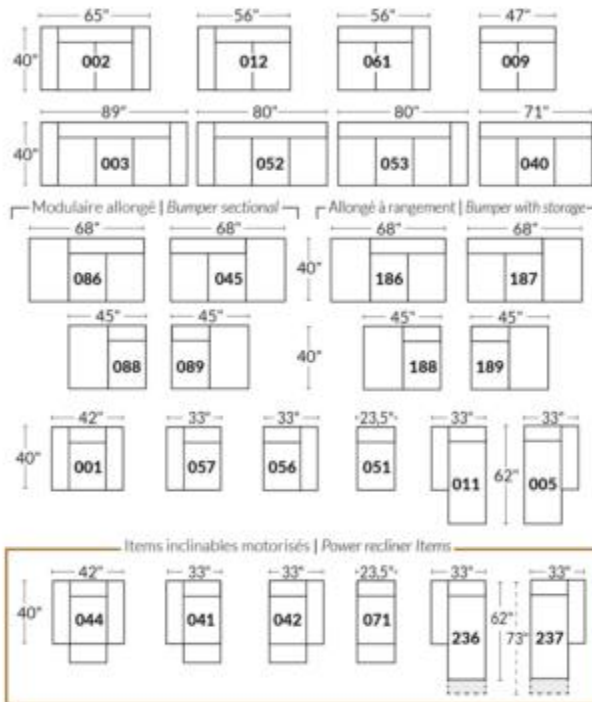 65" 56" 56" 47"
40" 002 012 061 009
89" 80" 80" 71"
40" 003 052 053 040
Modulaire allongé | Bumper sectional Allongé à rangement | Bumper with storage
68" 68" 68" 68"
086 045 40" 186 187
45" 45" 45" 45"
088 089 40" 188 189
42" 33" 33" 23,5" 33" 33"
40" 001 057 056 051 011 62" 005
Items inclinables motorisés | Power recliner Items
42" 33" 33" 23,5" 33" 33"
40" 044 041 042 071 236 62" 73" 237